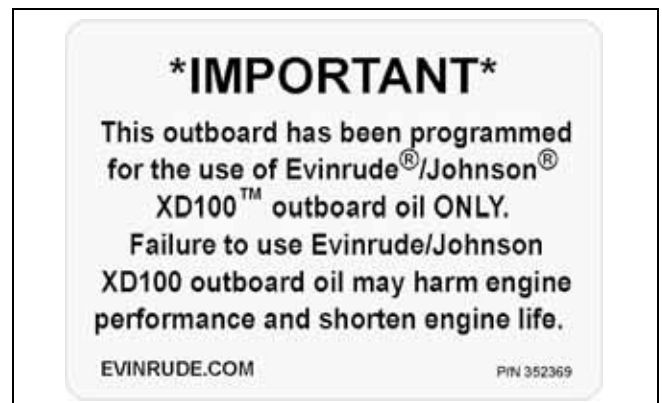 *IMPORTANT*
This outboard has been programmed
for the use of Evinrude®/Johnson®
XD100™ outboard oil ONLY.
Failure to use Evinrude/Johnson
XD100 outboard oil may harm engine
performance and shorten engine life.
EVINRUDE.COM P/N 352369